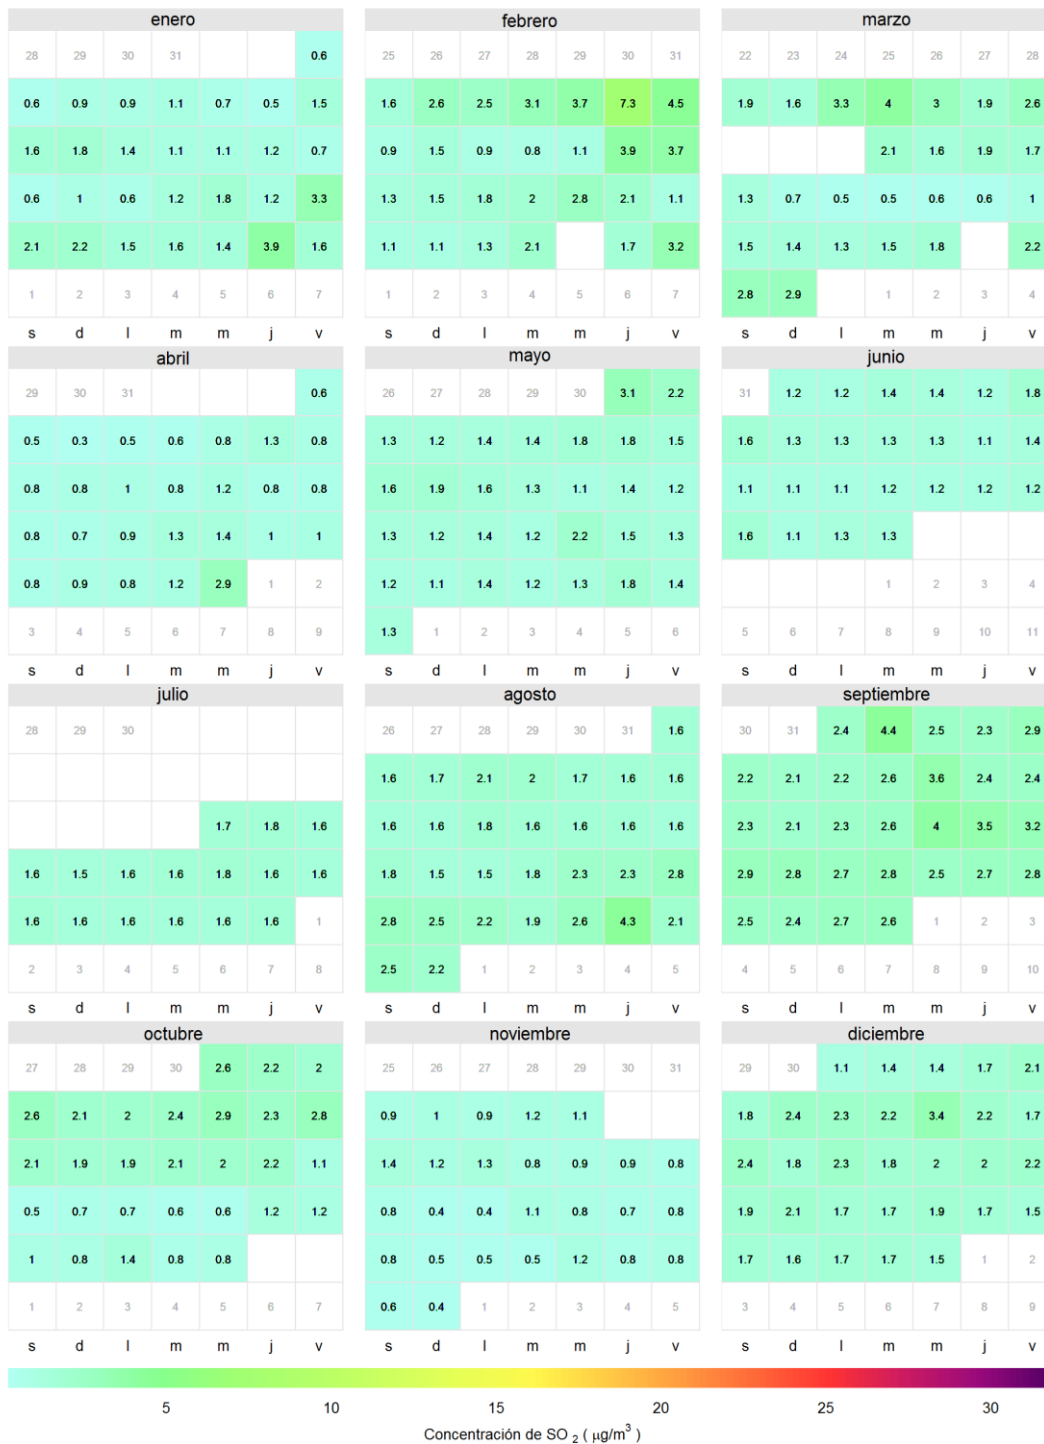 enero febrero marzo
28 29 30 31 0.6 25 26 27 28 29 30 31 22 23 24 25 26 27 28
0.6 0.9 0.9 1.1 0.7 0.5 1.5 1.6 2.6 2.5 3.1 3.7 7.3 4.5 1.9 1.6 3.3 4 3 1.9 2.6
1.6 1.8 1.4 1.1 1.1 1.2 0.7 0.9 1.5 0.9 0.8 1.1 3.9 3.7 2.1 1.6 1.9 1.7
0.6 1 0.6 1.2 1.8 1.2 3.3 1.3 1.5 1.8 2 2.8 2.1 1.1 1.3 0.7 0.5 0.5 0.6 0.6 1
2.1 2.2 1.5 1.6 1.4 3.9 1.6 1.1 1.1 1.3 2.1 1.7 3.2 1.5 1.4 1.3 1.5 1.8 2.2
1 2 3 4 5 6 7 1 2 3 4 5 6 7 2.8 2.9 1 2 3 4
s d l m m j v s d l m m j v s d l m m j v
abril mayo junio
29 30 31 0.6 26 27 28 29 30 3.1 2.2 31 1.2 1.2 1.4 1.4 1.2 1.8
0.5 0.3 0.5 0.6 0.8 1.3 0.8 1.3 1.2 1.4 1.4 1.8 1.8 1.5 1.6 1.3 1.3 1.3 1.3 1.1 1.4
0.8 0.8 1 0.8 1.2 0.8 0.8 1.6 1.9 1.6 1.3 1.1 1.4 1.2 1.1 1.1 1.1 1.2 1.2 1.2 1.2
0.8 0.7 0.9 1.3 1.4 1 1 1.3 1.2 1.4 1.2 2.2 1.5 1.3 1.6 1.1 1.3 1.3
0.8 0.9 0.8 1.2 2.9 1 2 1.2 1.1 1.4 1.2 1.3 1.8 1.4 1 2 3 4
3 4 5 6 7 8 9 1.3 1 2 3 4 5 6 5 6 7 8 9 10 11
s d l m m j v s d l m m j v s d l m m j v
julio agosto septiembre
28 29 30 26 27 28 29 30 31 1.6 30 31 2.4 4.4 2.5 2.3 2.9
1.6 1.7 2.1 2 1.7 1.6 1.6 2.2 2.1 2.2 2.6 3.6 2.4 2.4
1.7 1.8 1.6 1.6 1.6 1.8 1.6 1.6 1.6 1.6 2.3 2.1 2.3 2.6 4 3.5 3.2
1.6 1.5 1.6 1.6 1.8 1.6 1.6 1.8 1.5 1.5 1.8 2.3 2.3 2.8 2.9 2.8 2.7 2.8 2.5 2.7 2.8
1.6 1.6 1.6 1.6 1.6 1.6 1 2.8 2.5 2.2 1.9 2.6 4.3 2.1 2.5 2.4 2.7 2.6 1 2 3
2 3 4 5 6 7 8 2.5 2.2 1 2 3 4 5 4 5 6 7 8 9 10
s d l m m j v s d l m m j v s d l m m j v
octubre noviembre diciembre
27 28 29 30 2.6 2.2 2 25 26 27 28 29 30 31 29 30 1.1 1.4 1.4 1.7 2.1
2.6 2.1 2 2.4 2.9 2.3 2.8 0.9 1 0.9 1.2 1.1 1.8 2.4 2.3 2.2 3.4 2.2 1.7
2.1 1.9 1.9 2.1 2 2.2 1.1 1.4 1.2 1.3 0.8 0.9 0.9 0.8 2.4 1.8 2.3 1.8 2 2 2.2
0.5 0.7 0.7 0.6 0.6 1.2 1.2 0.8 0.4 0.4 1.1 0.8 0.7 0.8 1.9 2.1 1.7 1.7 1.9 1.7 1.5
1 0.8 1.4 0.8 0.8 0.8 0.5 0.5 0.5 1.2 0.8 0.8 1.7 1.6 1.7 1.7 1.5 1 2
1 2 3 4 5 6 7 0.6 0.4 1 2 3 4 5 3 4 5 6 7 8 9
s d l m m j v s d l m m j v s d l m m j v
5 10 15 20 25 30
Concentración de SO 2 ( μg/m3 )